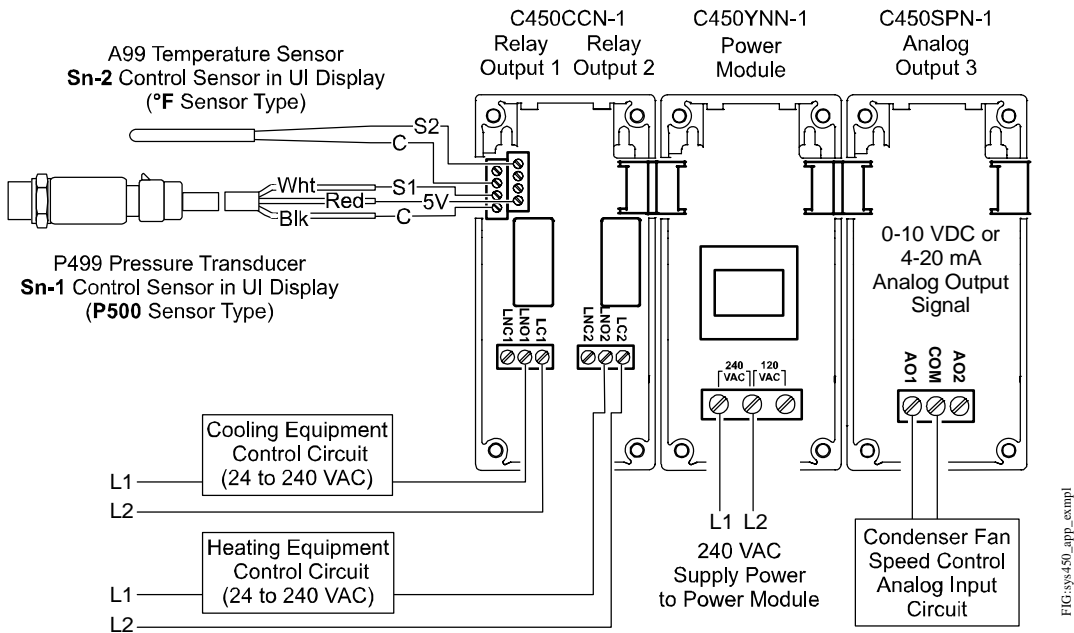 C450CCN-1
Relay
Output 1
Relay
Output 2
C450YNN-1
Power
Module
C450SPN-1
Analog
Output 3
A99 Temperature Sensor
Sn-2 Control Sensor in UI Display
(°F Sensor Type)
S2
C
Wht
S1
Red
5V
Blk
C
P499 Pressure Transducer
Sn-1 Control Sensor in UI Display
(P500 Sensor Type)
LNC1
LNO1
LC1
LNC2
LNO2
LC2
240
VAC
120
VAC
0-10 VDC or
4-20 mA
Analog Output
Signal
AO1
COM
AO2
Cooling Equipment
Control Circuit
(24 to 240 VAC)
L1
L2
Heating Equipment
Control Circuit
(24 to 240 VAC)
L1
L2
L1 L2
240 VAC
Supply Power
to Power Module
Condenser Fan
Speed Control
Analog Input
Circuit
FIG:sys450_app_exmpl